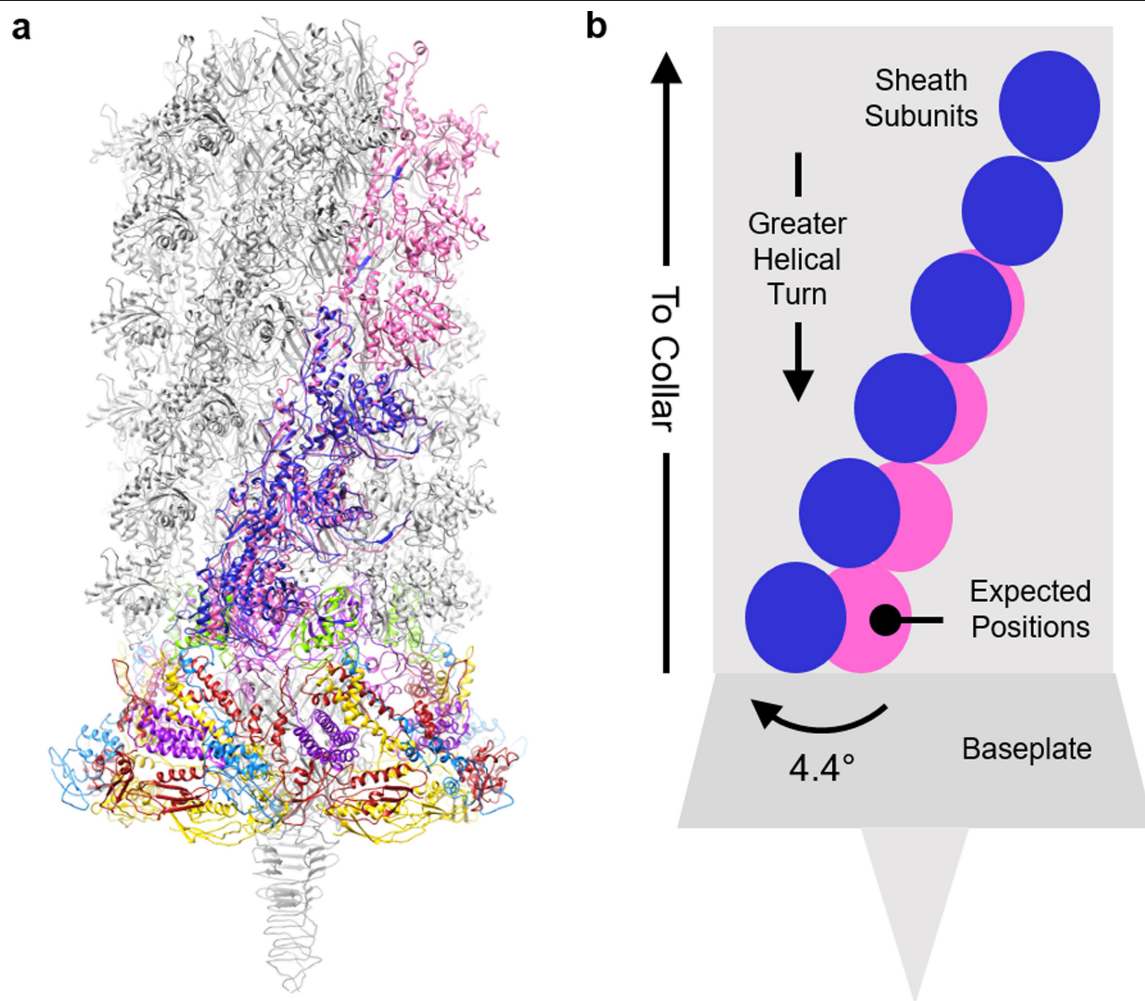 a
b
Sheath
Subunits
Greater
Helical
Turn
To Collar
Expected
Positions
Baseplate
4.4°